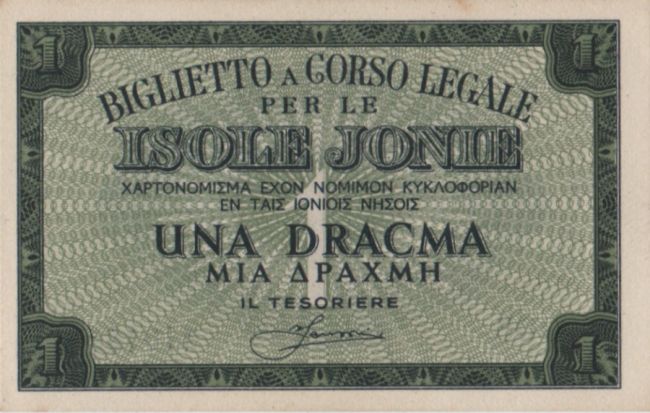 1 1
BIGLIETTO A CORSO LEGALE
PER LE
ISOLE JONIE
ΧΑΡΤΟΝΟΜΙΣΜΑ ΕΧΟΝ ΝΟΜΙΜΟΝ ΚΥΚΛΟΦΟΡΙΑΝ
ΕΝ ΤΑΙΣ ΙΟΝΙΟΙΣ ΝΗΣΟΙΣ
UNA DRACMA
ΜΙΑ ΔΡΑΧΜΗ
IL TESORIERE
1 1